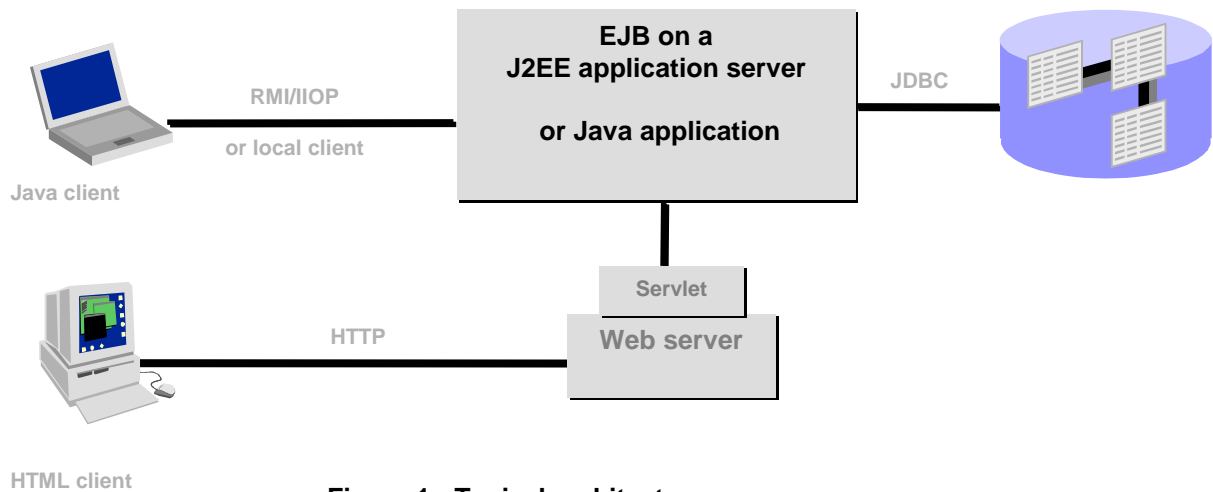 EJB on a
J2EE application server
or Java application
RMI/IIOP
or local client
JDBC
Java client
Servlet
Web server
HTTP
HTML client